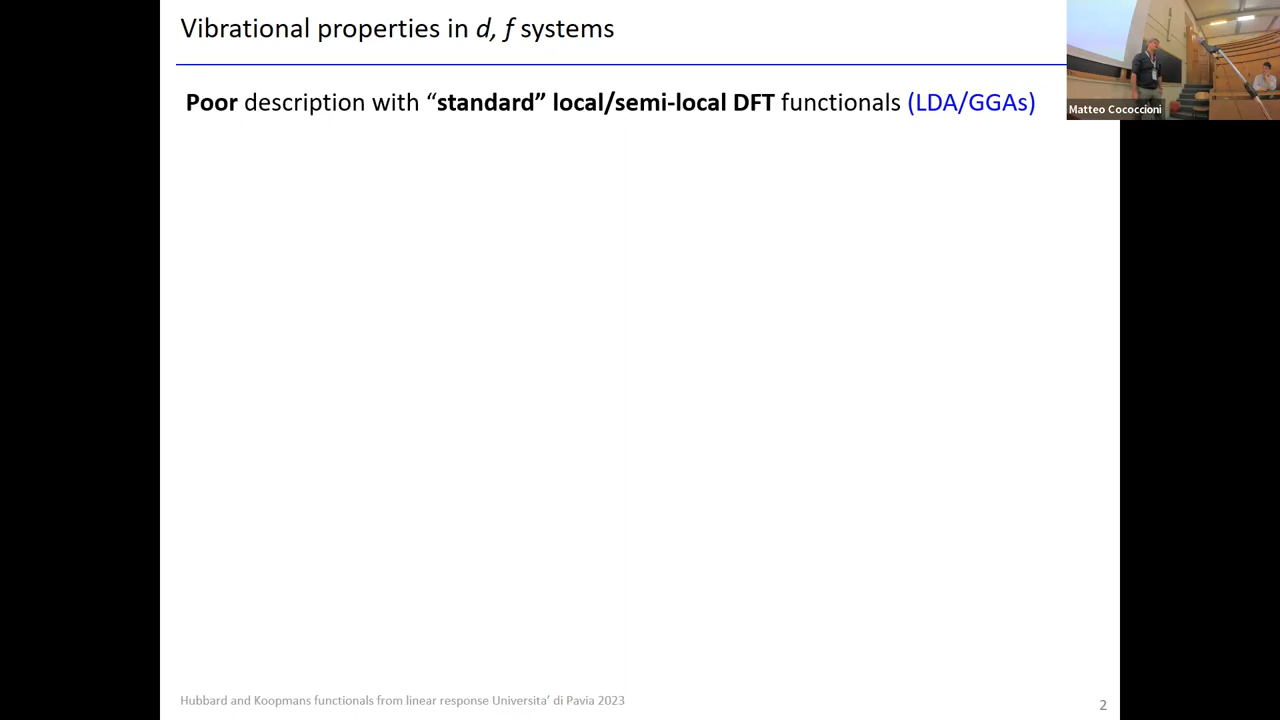 Vibrational properties in d, f systems
Poor description with “standard” local/semi-local DFT functionals (LDA/GGAs)
Matteo Cococcioni
Hubbard and Koopmans functionals from linear response Universita’ di Pavia 2023
2